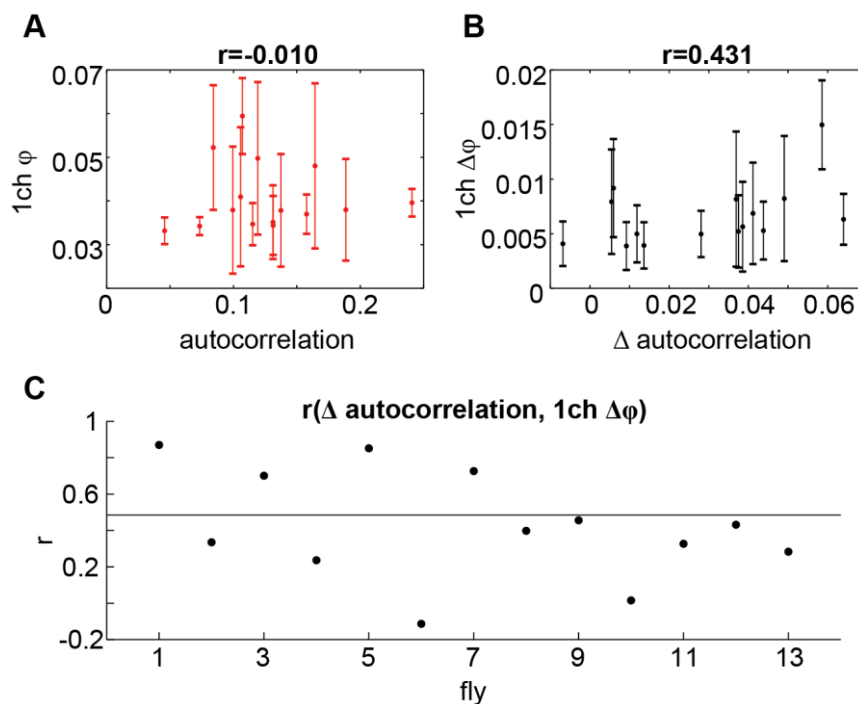 A
r=-0.010
0.07
0.05
0.03
1ch φ
0 0.1 0.2
autocorrelation
B
r=0.431
0.02
0.015
0.01
0.005
0
1ch Δφ
0 0.02 0.04 0.06
Δ autocorrelation
C
r(Δ autocorrelation, 1ch Δφ)
1
0.6
0.2
-0.2
r
1 3 5 7 9 11 13
fly